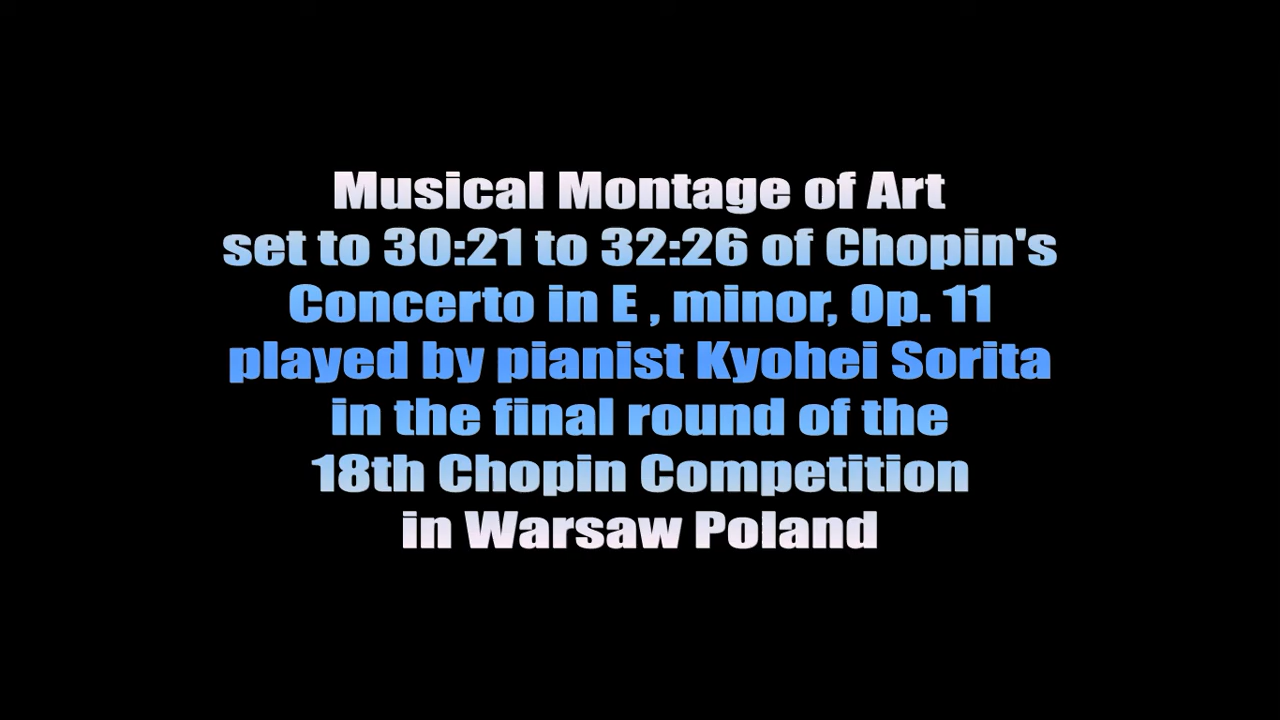 Musical Montage of Art
set to 30:21 to 32:26 of Chopin's
Concerto in E , minor, Op. 11
played by pianist Kyohei Sorita
in the final round of the
18th Chopin Competition
in Warsaw Poland